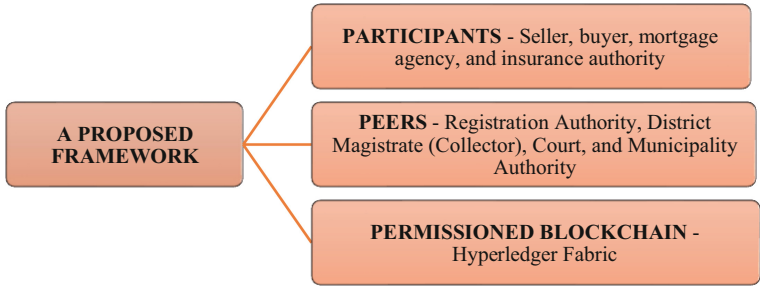 PARTICIPANTS - Seller, buyer, mortgage
agency, and insurance authority
A PROPOSED
FRAMEWORK
PEERS - Registration Authority, District
Magistrate (Collector), Court, and Municipality
Authority
PERMISSIONED BLOCKCHAIN -
Hyperledger Fabric